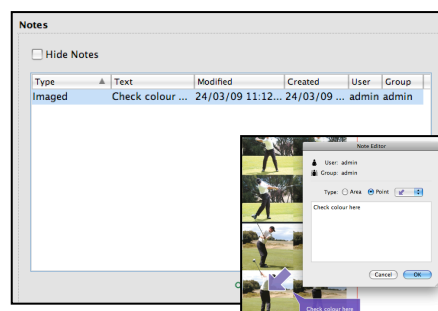 Notes
Hide Notes
Type Text Modified Created User Group
Imaged Check colour ... 24/03/09 11:12... 24/03/09 ... admin admin
Note Editor
User: admin
Group: admin
Type: Area Point
Check colour here
Cancel OK
Check colour here